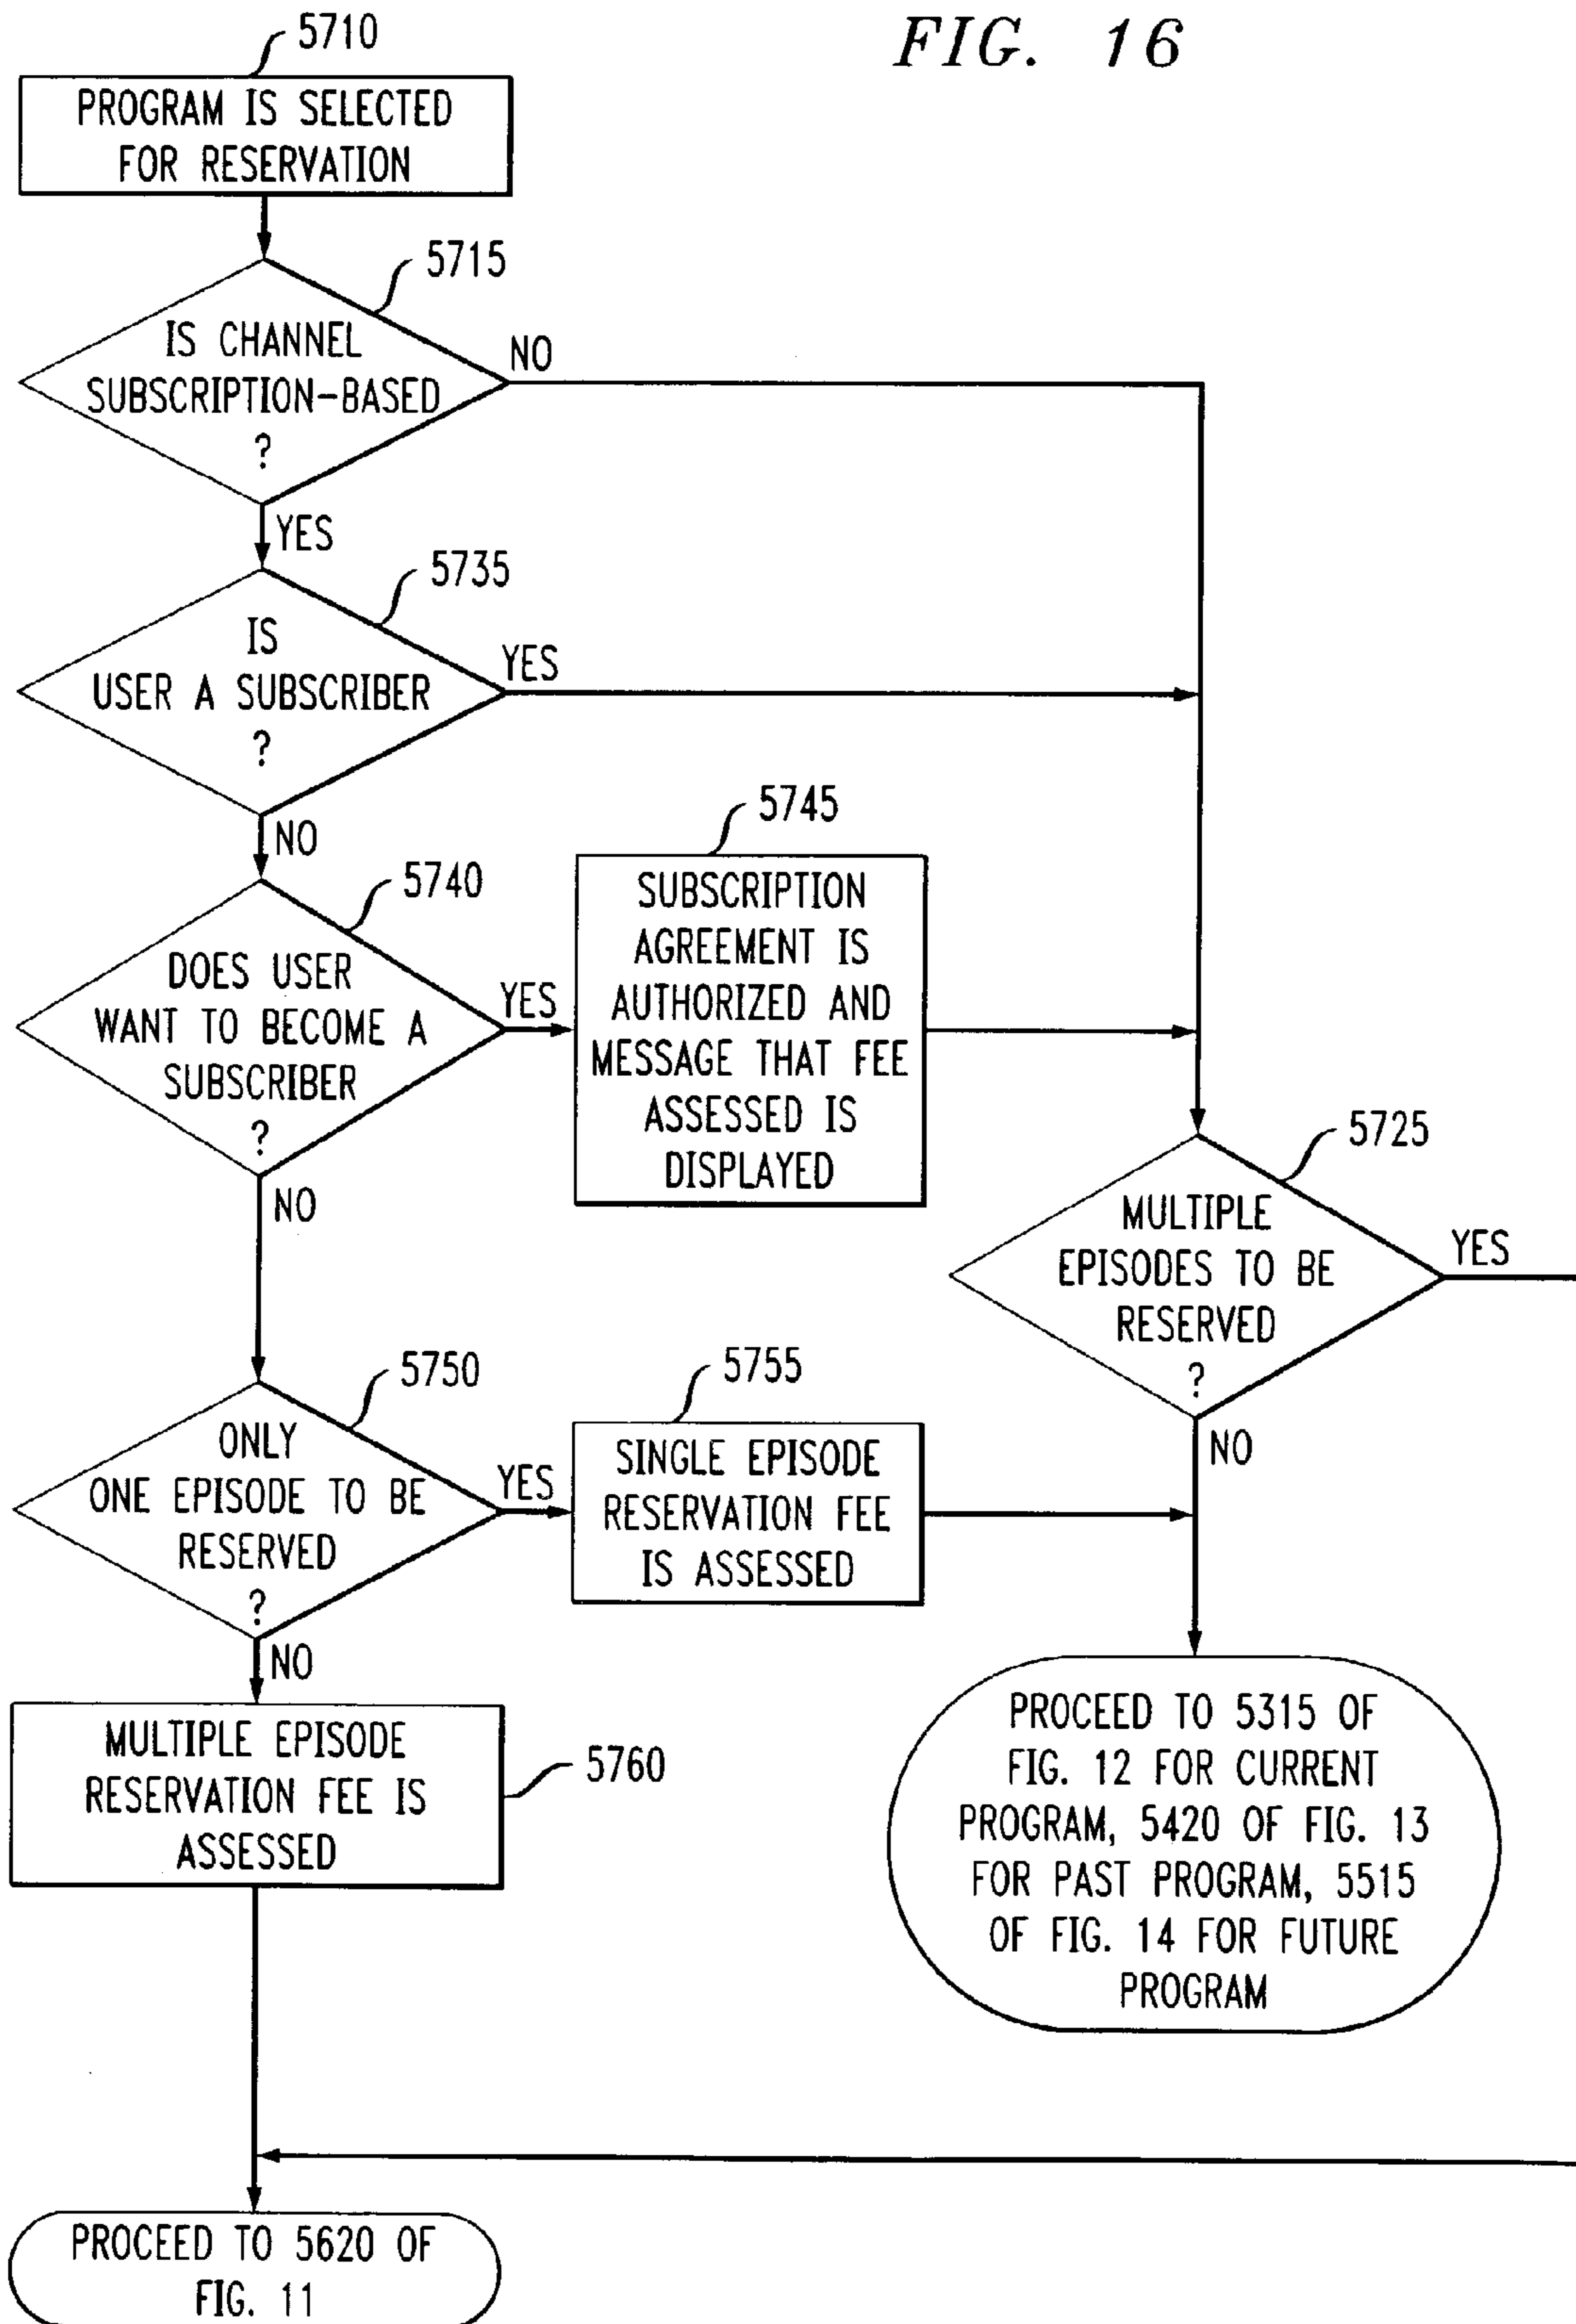 FIG. 16
5710
PROGRAM IS SELECTED
FOR RESERVATION
5715
IS CHANNEL
SUBSCRIPTION-BASED
?
NO
YES
5735
IS
USER A SUBSCRIBER
?
YES
NO
5740
DOES USER
WANT TO BECOME A
SUBSCRIBER
?
YES
NO
5745
SUBSCRIPTION
AGREEMENT IS
AUTHORIZED AND
MESSAGE THAT FEE
ASSESSED IS
DISPLAYED
5725
MULTIPLE
EPISODES TO BE
RESERVED
?
YES
NO
5750
ONLY
ONE EPISODE TO BE
RESERVED
?
YES
NO
5755
SINGLE EPISODE
RESERVATION FEE
IS ASSESSED
5760
MULTIPLE EPISODE
RESERVATION FEE IS
ASSESSED
PROCEED TO 5315 OF
FIG. 12 FOR CURRENT
PROGRAM, 5420 OF FIG. 13
FOR PAST PROGRAM, 5515
OF FIG. 14 FOR FUTURE
PROGRAM
PROCEED TO 5620 OF
FIG. 11